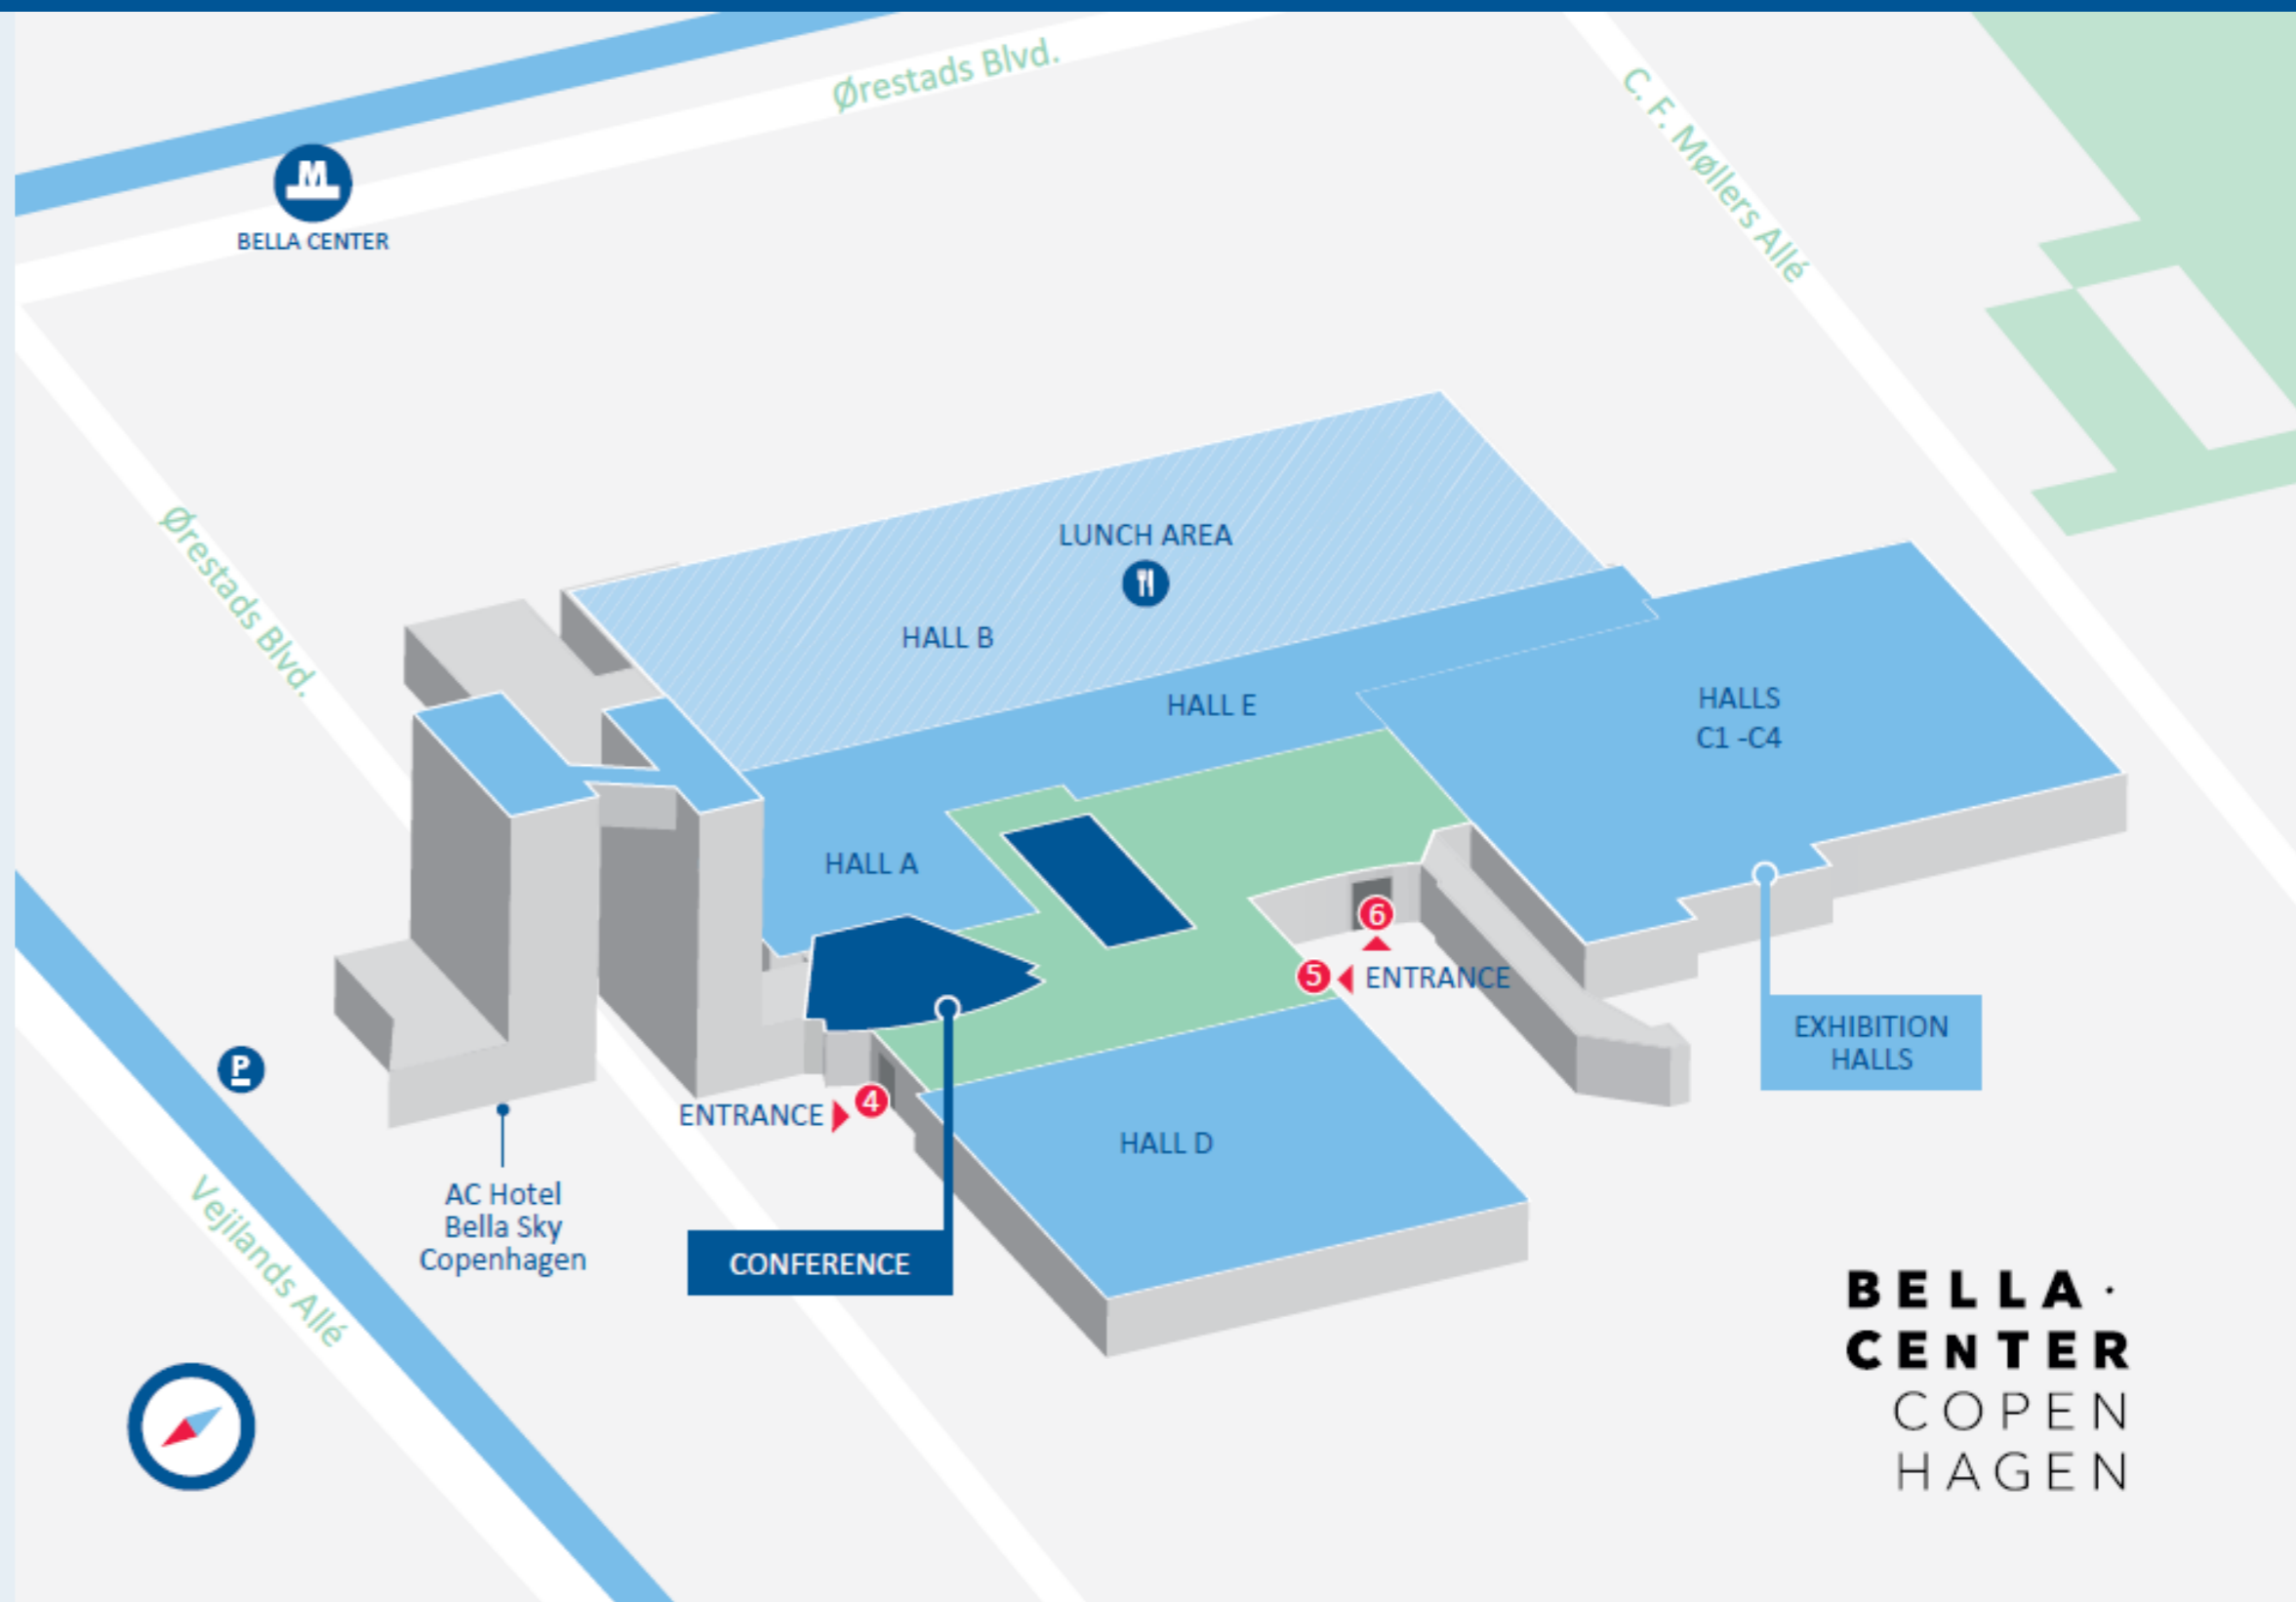 Ørestads Blvd.
C. F. Møllers Allé
M
BELLA CENTER
Ørestads Blvd.
LUNCH AREA
HALL B
HALL E
HALLS
C1 -C4
HALL A
6
5
ENTRANCE
EXHIBITION
HALLS
P
ENTRANCE
4
HALL D
AC Hotel
Bella Sky
Copenhagen
CONFERENCE
Vejilands Allé
BELLA·
CENTER
COPEN
HAGEN